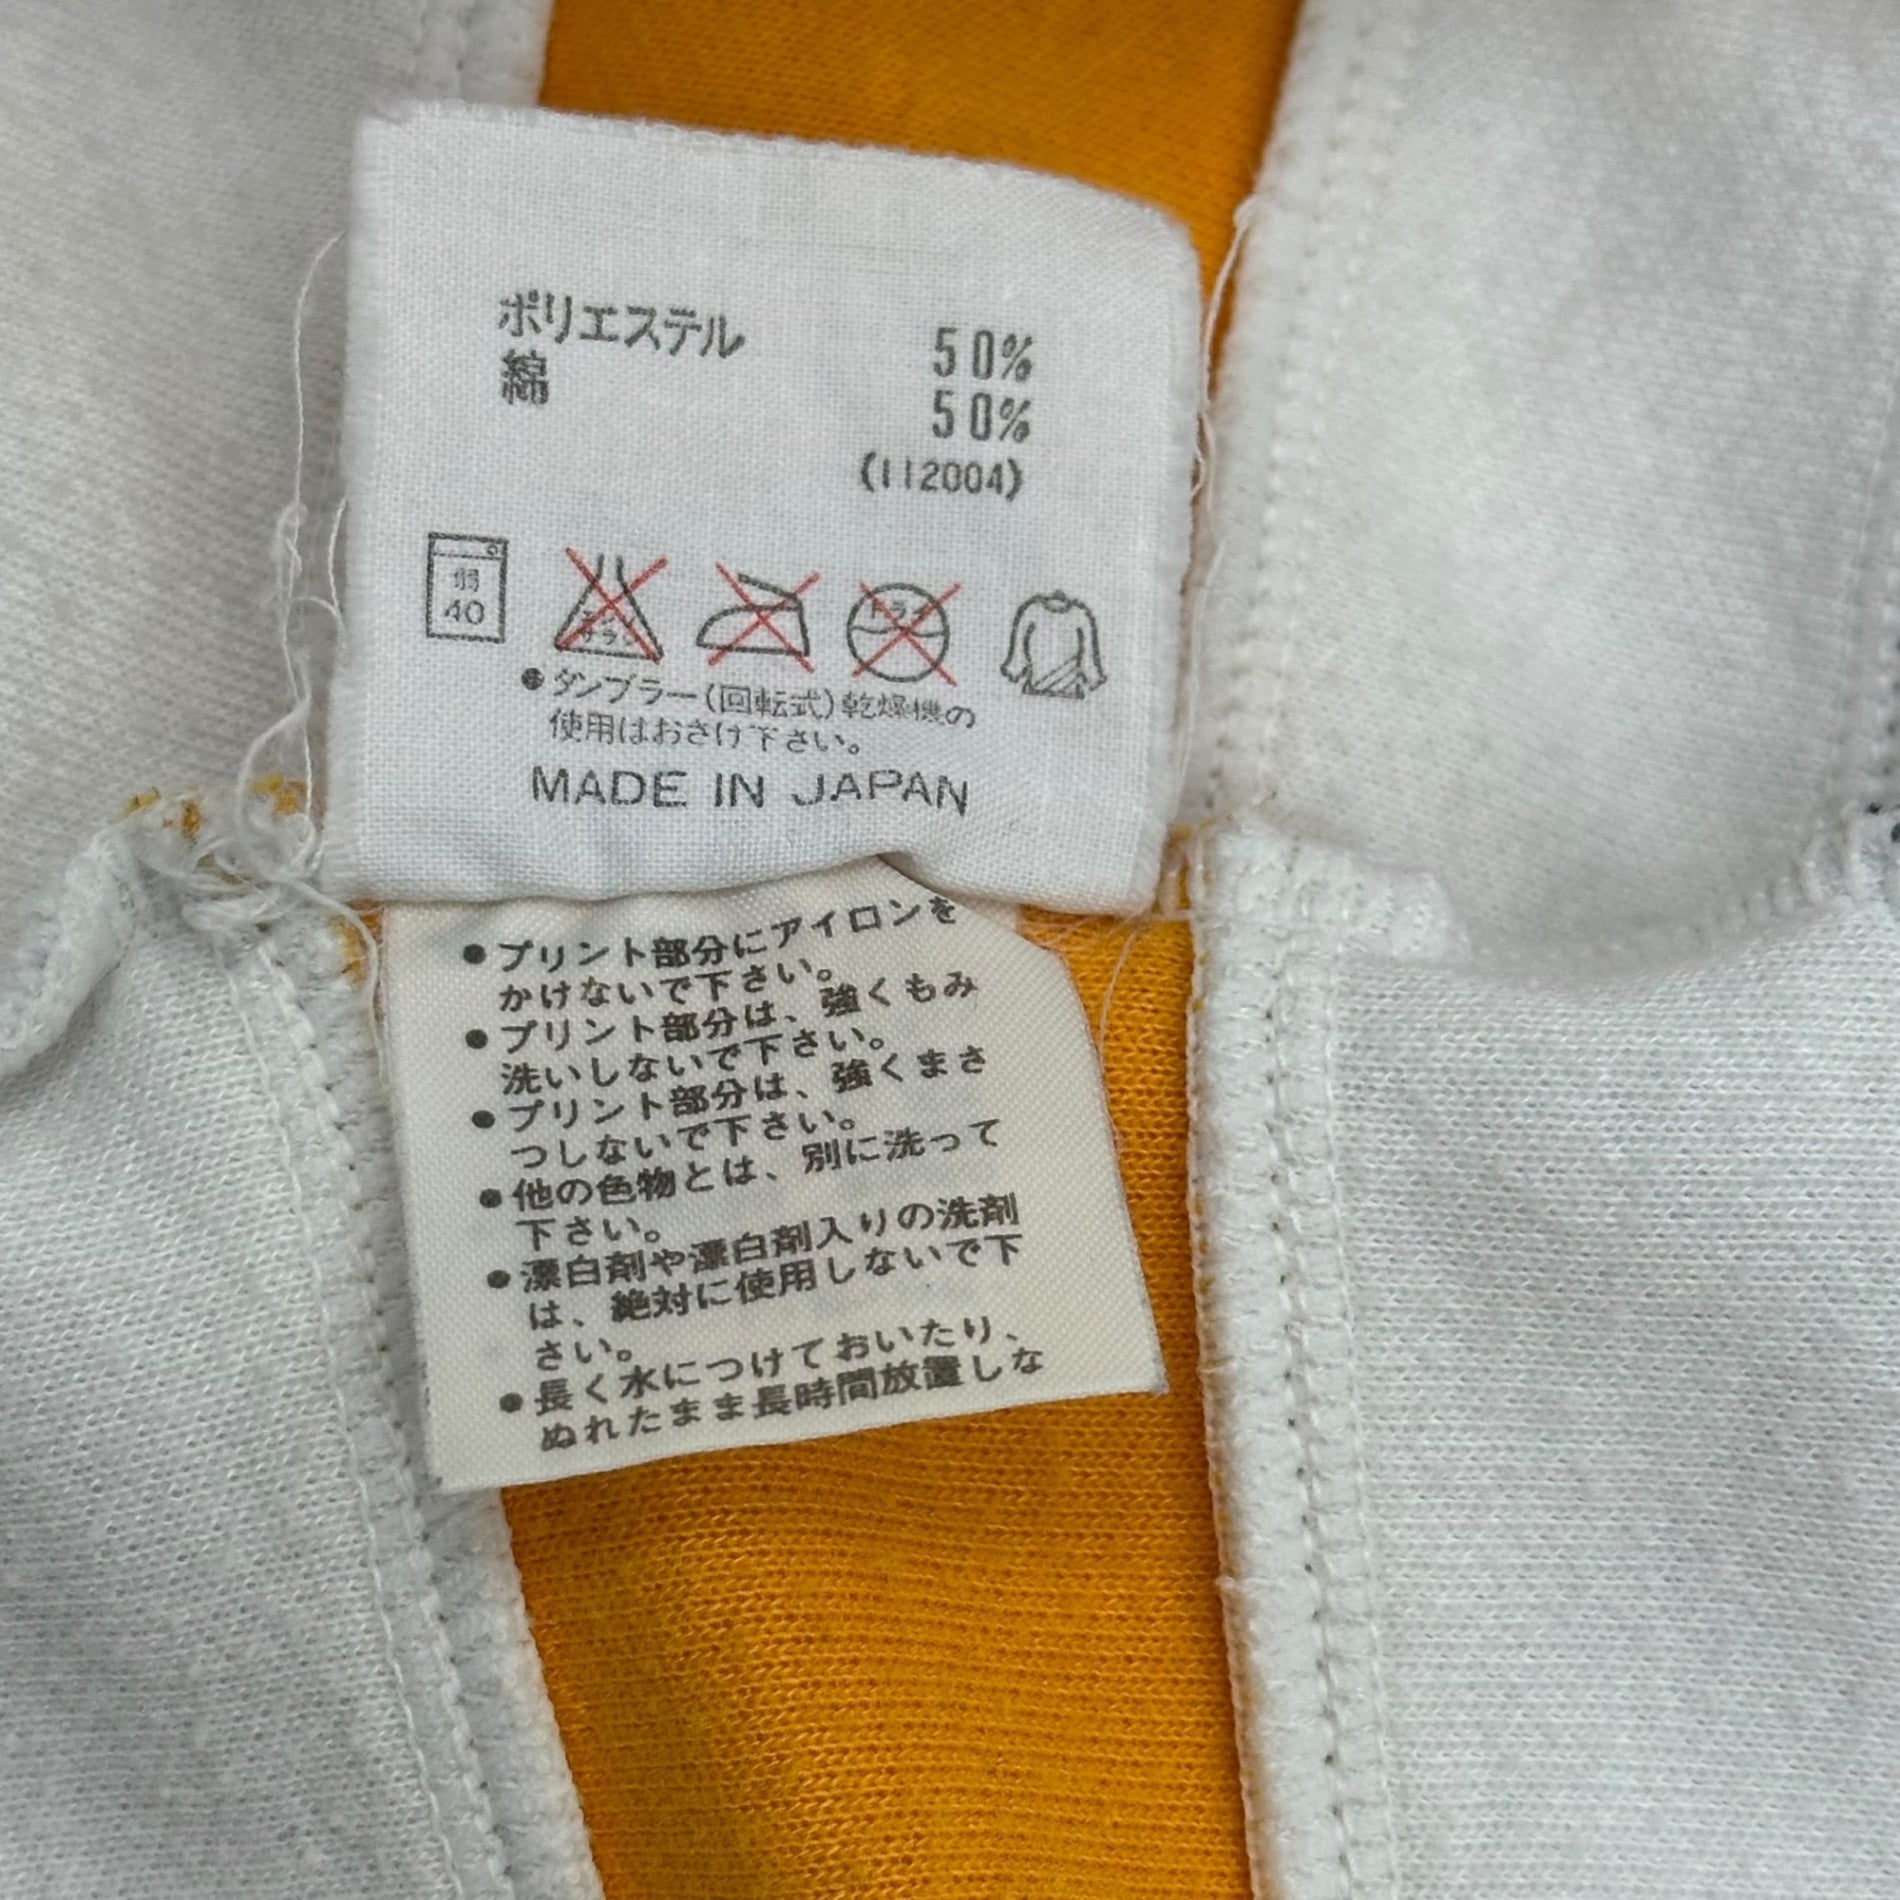 ポリエステル 50%
綿 50%
(112004)
弱
40
ドライ
●タンブラー(回転式)乾燥機の
使用はおさけ下さい。
MADE IN JAPAN
●プリント部分にアイロンを
かけないで下さい。
●プリント部分は、強くもみ
洗いしないで下さい。
●プリント部分は、強くまさ
つしないで下さい。
●他の色物とは、別に洗って
下さい。
●漂白剤や漂白剤入りの洗剤
は、絶対に使用しないで下
さい。
●長く水につけておいたり、
ぬれたまま長時間放置しな